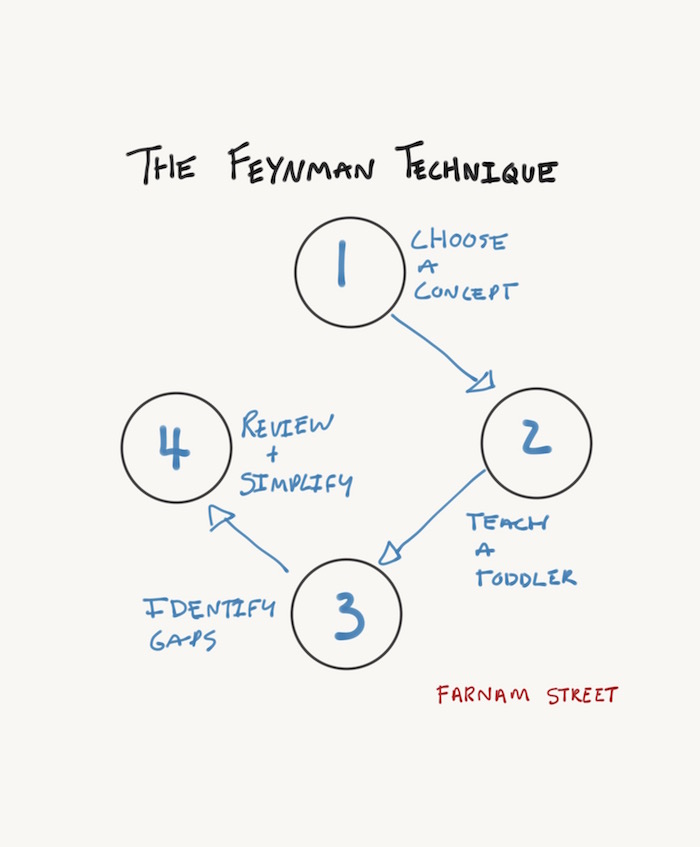 THE FEYNMAN TECHNIQUE
1
CHOOSE
A
CONCEPT
2
TEACH
A
TODDLER
3
IDENTIFY
GAPS
4
REVIEW
+
SIMPLIFY
FARNAM STREET